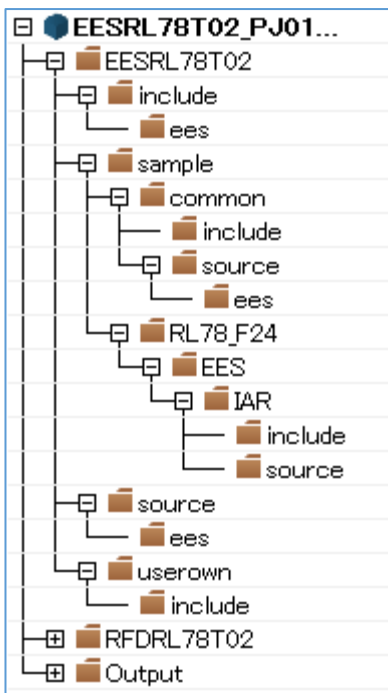 EESRL78T02_PJ01...
EESRL78T02
include
ees
sample
common
include
source
ees
RL78_F24
EES
IAR
include
source
source
ees
userown
include
RFDRL78T02
Output